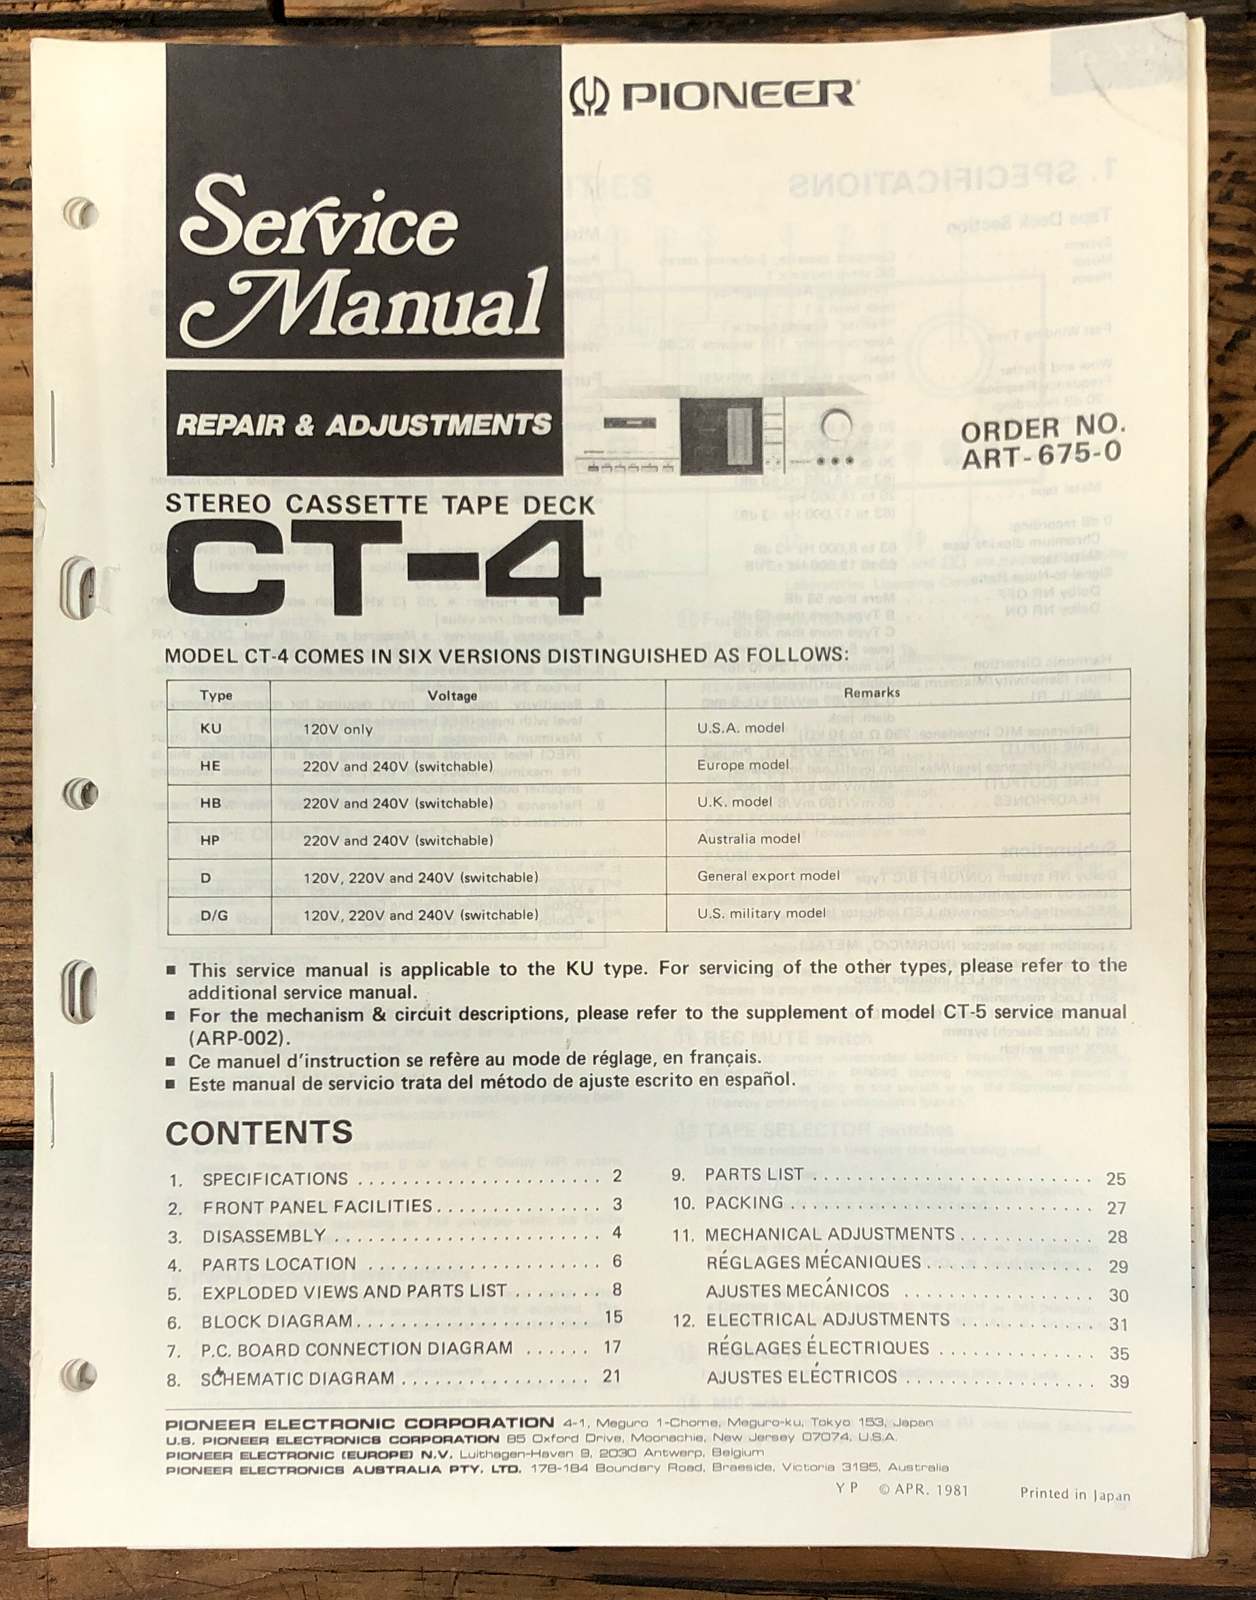 PIONEER
Service
Manual
REPAIR & ADJUSTMENTS
ORDER NO.
ART-675-0
STEREO CASSETTE TAPE DECK
CT-4
MODEL CT-4 COMES IN SIX VERSIONS DISTINGUISHED AS FOLLOWS:
Type Voltage Remarks
KU 120V only U.S.A. model
HE 220V and 240V (switchable) Europe model
HB 220V and 240V (switchable) U.K. model
HP 220V and 240V (switchable) Australia model
D 120V, 220V and 240V (switchable) General export model
D/G 120V, 220V and 240V (switchable) U.S. military model
■ This service manual is applicable to the KU type. For servicing of the other types, please refer to the
additional service manual.
■ For the mechanism & circuit descriptions, please refer to the supplement of model CT-5 service manual
(ARP-002).
■ Ce manuel d'instruction se refère au mode de réglage, en français.
■ Este manual de servicio trata del método de ajuste escrito en español.
CONTENTS
1. SPECIFICATIONS . . . . . . . . . . . . . . . . . . . . . . . 2
2. FRONT PANEL FACILITIES. . . . . . . . . . . . . . . . 3
3. DISASSEMBLY . . . . . . . . . . . . . . . . . . . . . . . . . 4
4. PARTS LOCATION . . . . . . . . . . . . . . . . . . . . . . 6
5. EXPLODED VIEWS AND PARTS LIST . . . . . . . . 8
6. BLOCK DIAGRAM. . . . . . . . . . . . . . . . . . . . . . 15
7. P.C. BOARD CONNECTION DIAGRAM . . . . . . 17
8. SCHEMATIC DIAGRAM . . . . . . . . . . . . . . . . . . 21
9. PARTS LIST . . . . . . . . . . . . . . . . . . . . . . . . . . 25
10. PACKING . . . . . . . . . . . . . . . . . . . . . . . . . . . . 27
11. MECHANICAL ADJUSTMENTS . . . . . . . . . . . . . 28
RÉGLAGES MÉCANIQUES . . . . . . . . . . . . . . . . 29
AJUSTES MECÁNICOS . . . . . . . . . . . . . . . . . . 30
12. ELECTRICAL ADJUSTMENTS . . . . . . . . . . . . . 31
RÉGLAGES ÉLECTRIQUES . . . . . . . . . . . . . . . 35
AJUSTES ELÉCTRICOS . . . . . . . . . . . . . . . . . . 39
PIONEER ELECTRONIC CORPORATION 4-1, Meguro 1-Chome, Meguro-ku, Tokyo 153, Japan
U.S. PIONEER ELECTRONICS CORPORATION 85 Oxford Drive, Moonachie, New Jersey 07074, U.S.A.
PIONEER ELECTRONIC (EUROPE) N.V. Luithagen-Haven 9, 2030 Antwerp, Belgium
PIONEER ELECTRONICS AUSTRALIA PTY. LTD. 178-184 Boundary Road, Braeside, Victoria 3195, Australia
YP © APR. 1981 Printed in Japan